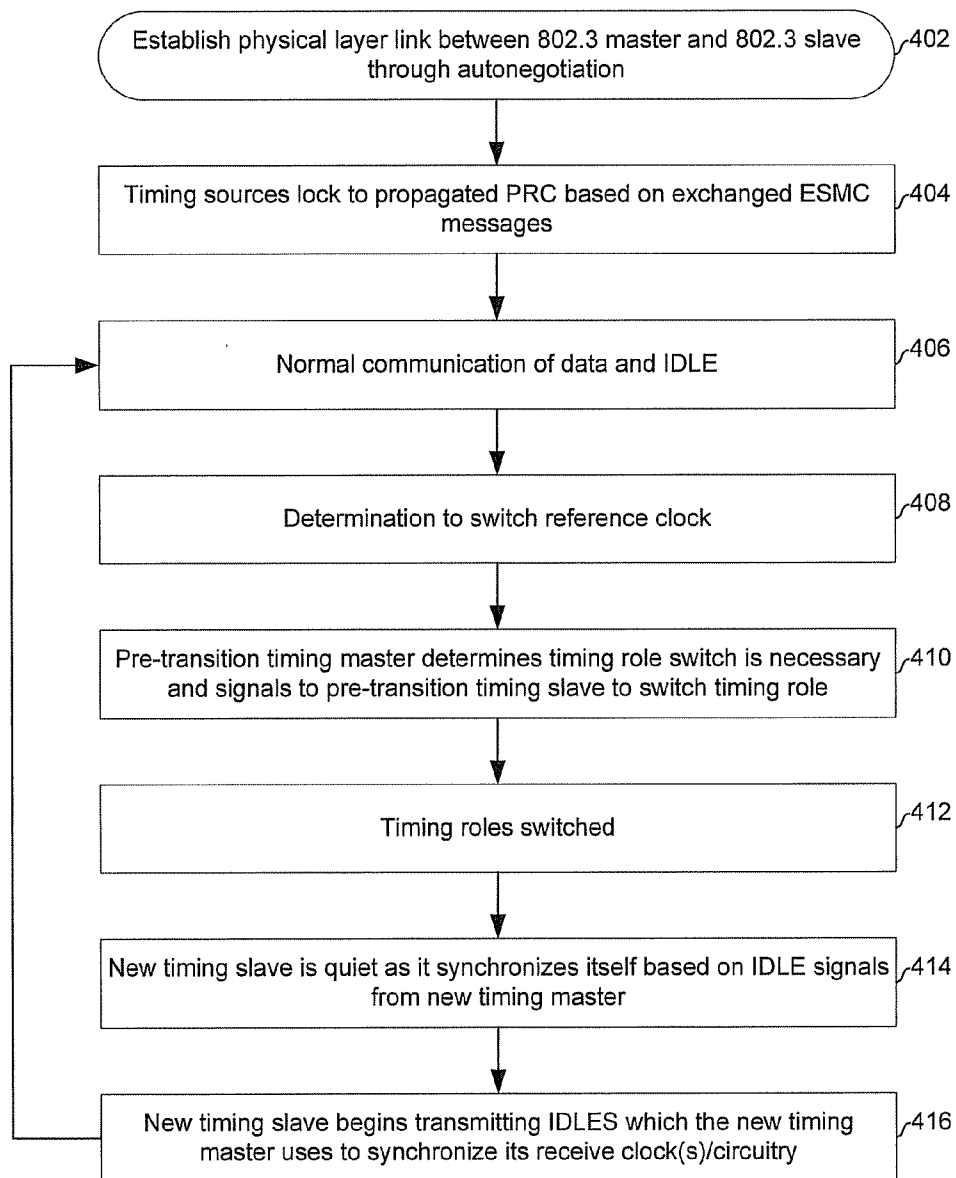 Establish physical layer link between 802.3 master and 802.3 slave
through autonegotiation
402
Timing sources lock to propagated PRC based on exchanged ESMC
messages
404
Normal communication of data and IDLE
406
Determination to switch reference clock
408
Pre-transition timing master determines timing role switch is necessary
and signals to pre-transition timing slave to switch timing role
410
Timing roles switched
412
New timing slave is quiet as it synchronizes itself based on IDLE signals
from new timing master
414
New timing slave begins transmitting IDLES which the new timing
master uses to synchronize its receive clock(s)/circuitry
416